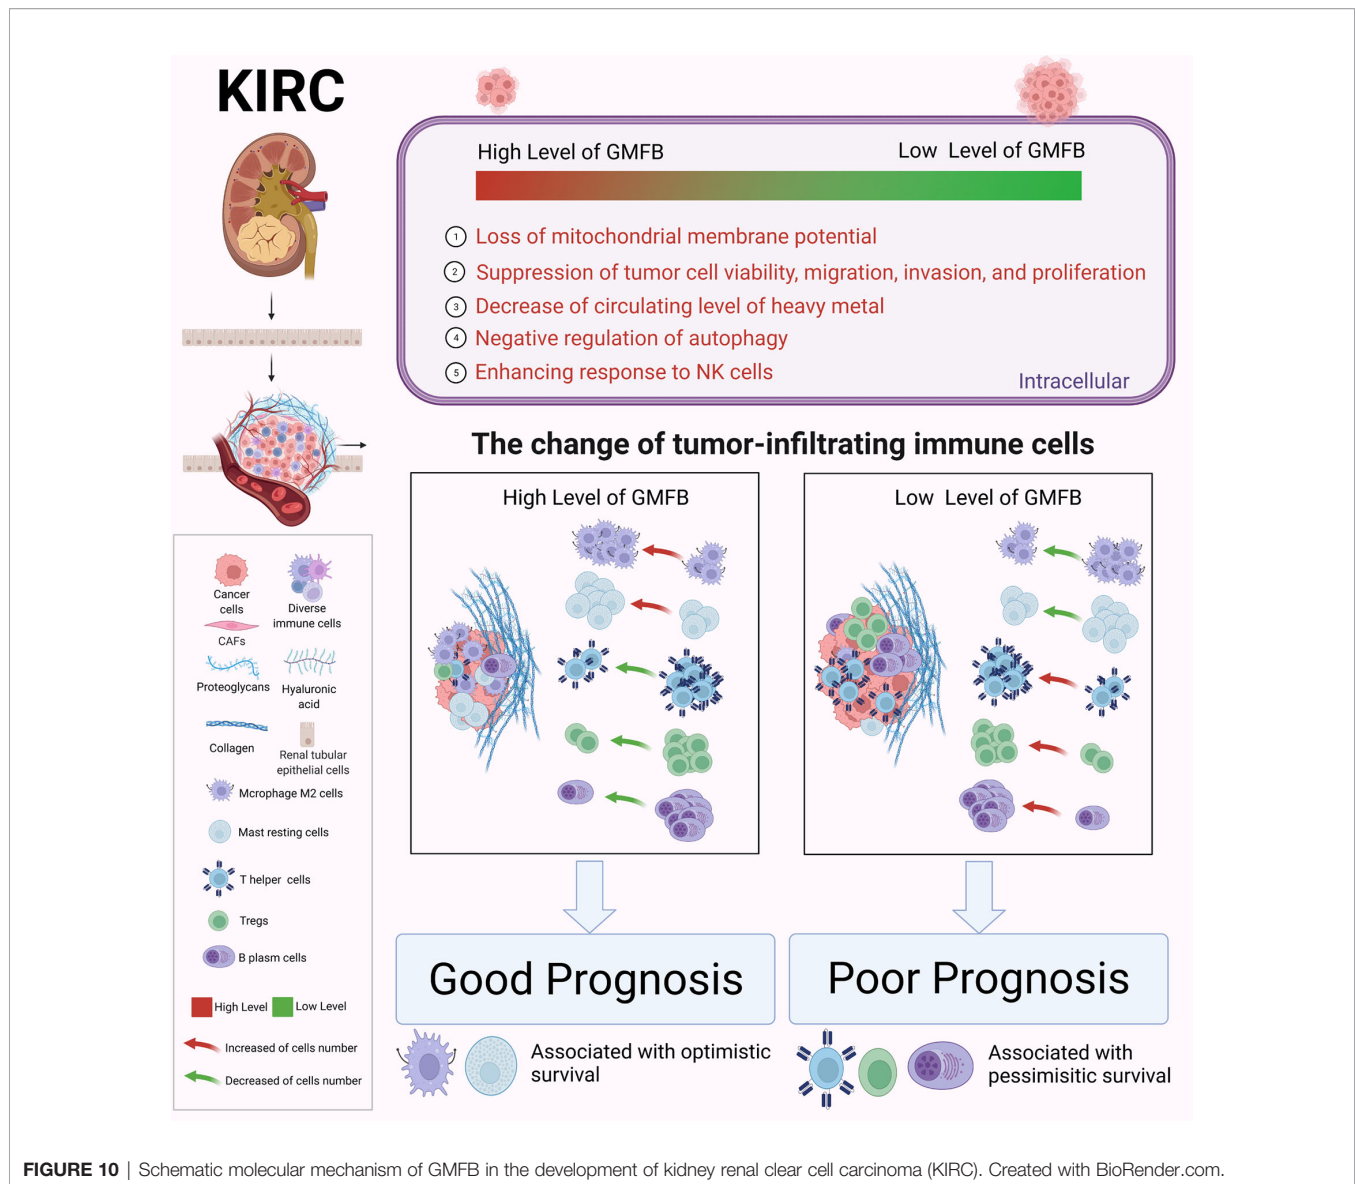 KIRC
High Level of GMFB
Low Level of GMFB
1 Loss of mitochondrial membrane potential
2 Suppression of tumor cell viability, migration, invasion, and proliferation
3 Decrease of circulating level of heavy metal
4 Negative regulation of autophagy
5 Enhancing response to NK cells
Intracellular
The change of tumor-infiltrating immune cells
High Level of GMFB
Low Level of GMFB
Cancer
cells
Diverse
immune cells
CAFs
Proteoglycans
Hyaluronic
acid
Collagen
Renal tubular
epithelial cells
Mcrophage M2 cells
Mast resting cells
T helper cells
Tregs
B plasm cells
High Level
Low Level
Increased of cells number
Decreased of cells number
Good Prognosis
Poor Prognosis
Associated with optimistic
survival
Associated with
pessimisitic survival
FIGURE 10 | Schematic molecular mechanism of GMFB in the development of kidney renal clear cell carcinoma (KIRC). Created with BioRender.com.